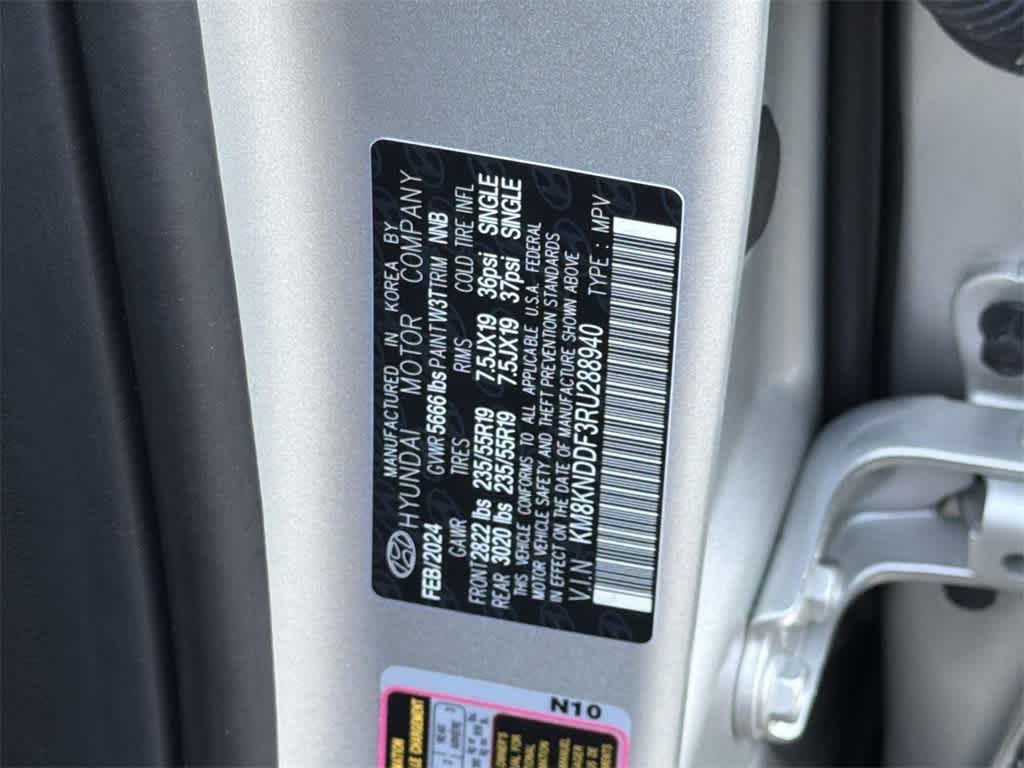 MANUFACTURED IN KOREA BY
HYUNDAI MOTOR COMPANY
FEB/2024 GVWR 5666 lbs PAINT TW3T TRIM NNB
GAWR TIRES RIMS COLD TIRE INFL
FRONT 2822 lbs 235/55R19 7.5JX19 36psi SINGLE
REAR 3020 lbs 235/55R19 7.5JX19 37psi SINGLE
THIS VEHICLE CONFORMS TO ALL APPLICABLE U.S.A. FEDERAL
MOTOR VEHICLE SAFETY AND THEFT PREVENTION STANDARDS
IN EFFECT ON THE DATE OF MANUFACTURE SHOWN ABOVE
V.I.N: KM8KNDDF3RU288940 TYPE : MPV
N10